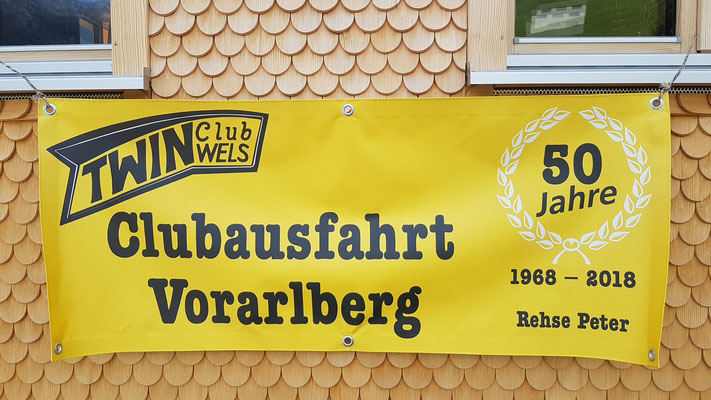 TWIN Club WELS
Clubausfahrt
Vorarlberg
50
Jahre
1968 – 2018
Rehse Peter